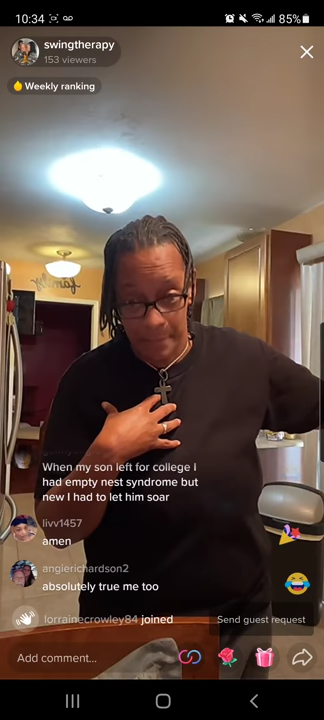 10:34
85%
swingtherapy
153 viewers
Weekly ranking
family
When my son left for college I
had empty nest syndrome but
new I had to let him soar
livv1457
amen
angierichardson2
absolutely true me too
lorrainecrowley84 joined
Send guest request
Add comment...